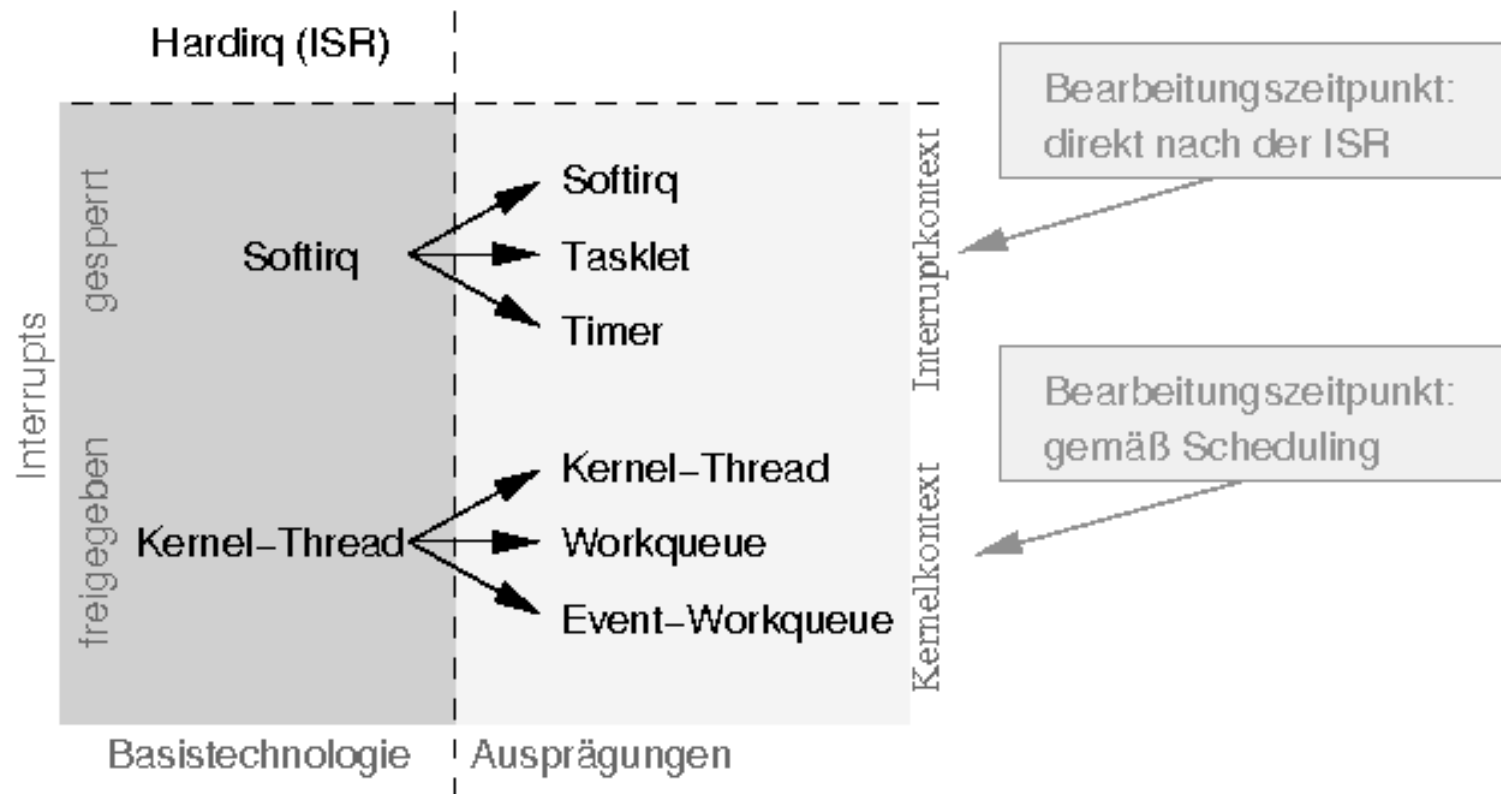 Hardirq (ISR)
Bearbeitungszeitpunkt:
direkt nach der ISR
Interrupts
gesperrt
Softirq
Softirq
Tasklet
Timer
Interruptkontext
Bearbeitungszeitpunkt:
gemäß Scheduling
freigegeben
Kernel–Thread
Kernel–Thread
Workqueue
Event–Workqueue
Kernelkontext
Basistechnologie
Ausprägungen